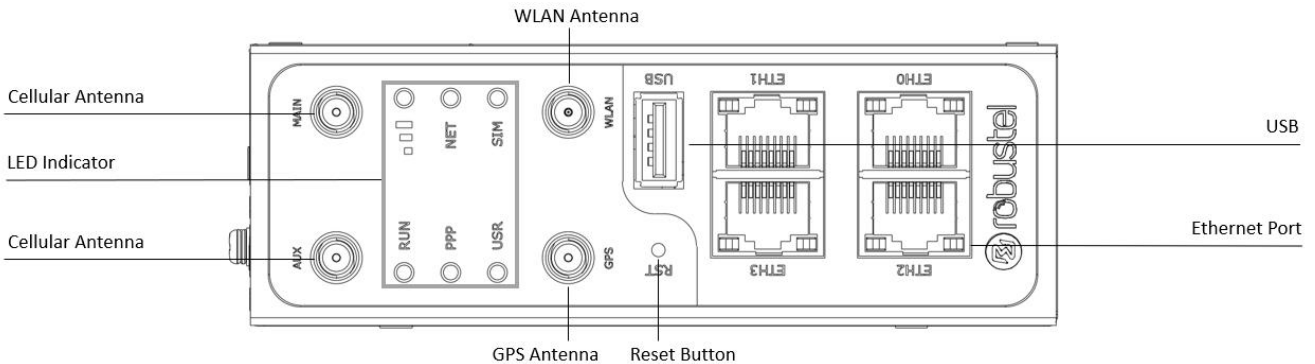 WLAN Antenna
Cellular Antenna
LED Indicator
Cellular Antenna
MAIN
NET
SIM
WLAN
USB
ETH1
ETH0
robustel
USB
Ethernet Port
AUX
RUN
PPP
USR
GPS
RST
ETH3
ETH2
GPS Antenna
Reset Button